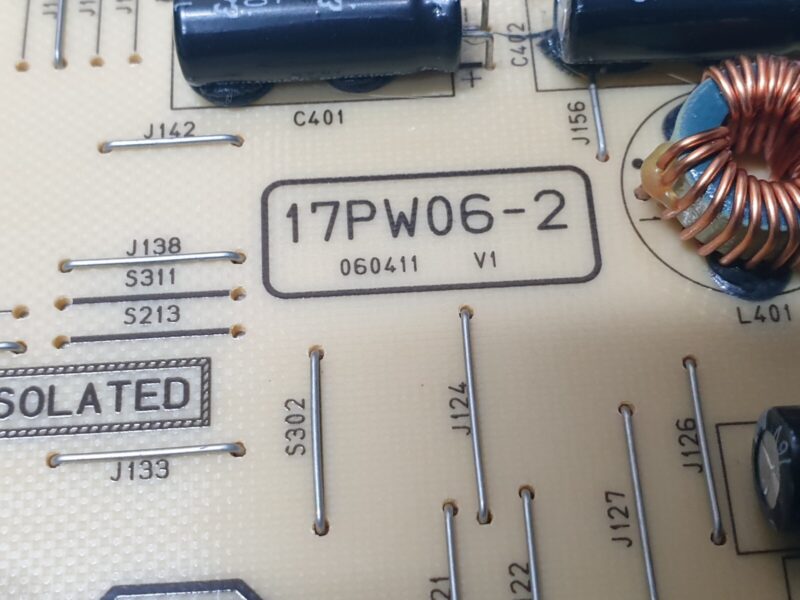 C401
C402
+
J142
J156
17PW06-2
060411 V1
J138
S311
S213
L401
SOLATED
S302
J124
J126
J133
J127
21
22